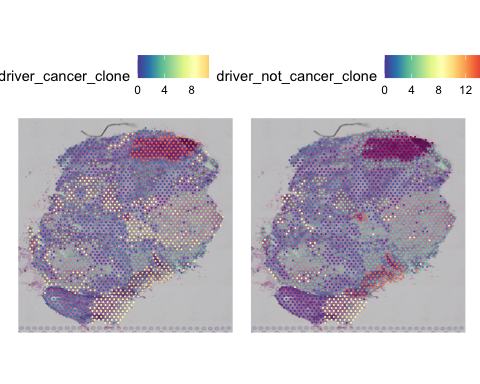 driver_cancer_clone
0 4 8
driver_not_cancer_clone
0 4 8 12